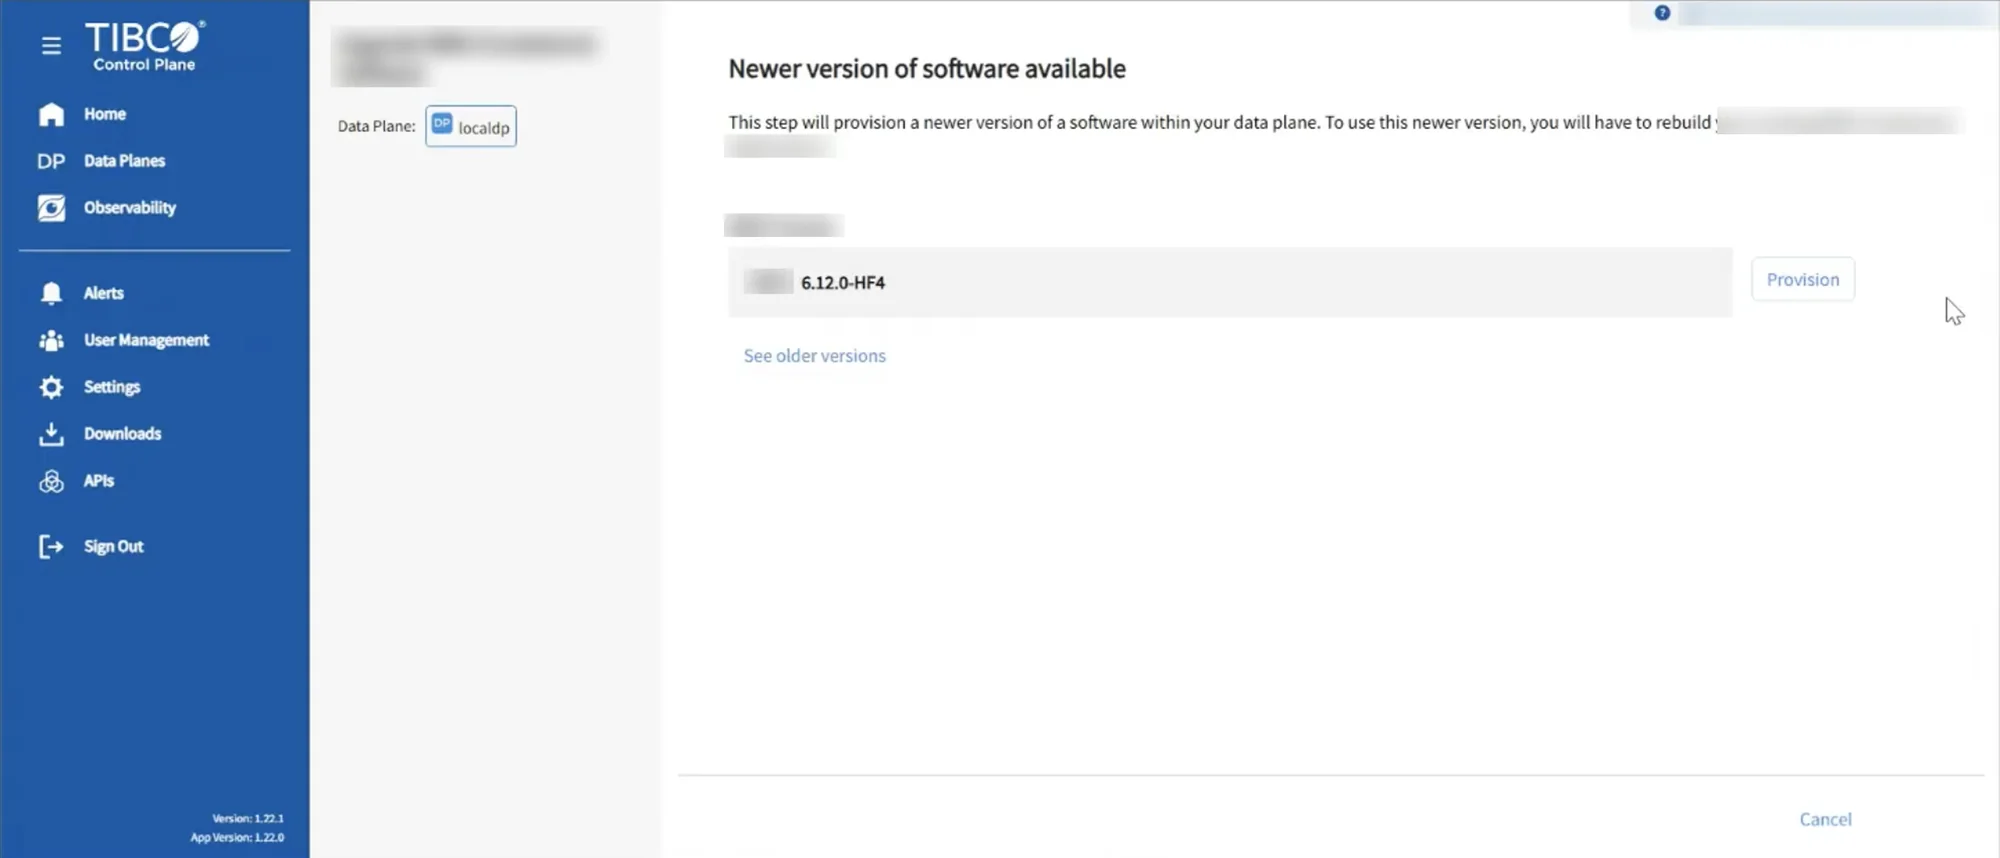 TIBCO®
Control Plane
Home
DP Data Planes
Observability
Alerts
User Management
Settings
Downloads
APIs
Sign Out
Version: 1.22.1
App Version: 1.22.0
Data Plane: DP localdp
?
Newer version of software available
This step will provision a newer version of a software within your data plane. To use this newer version, you will have to rebuild
6.12.0-HF4
Provision
See older versions
Cancel